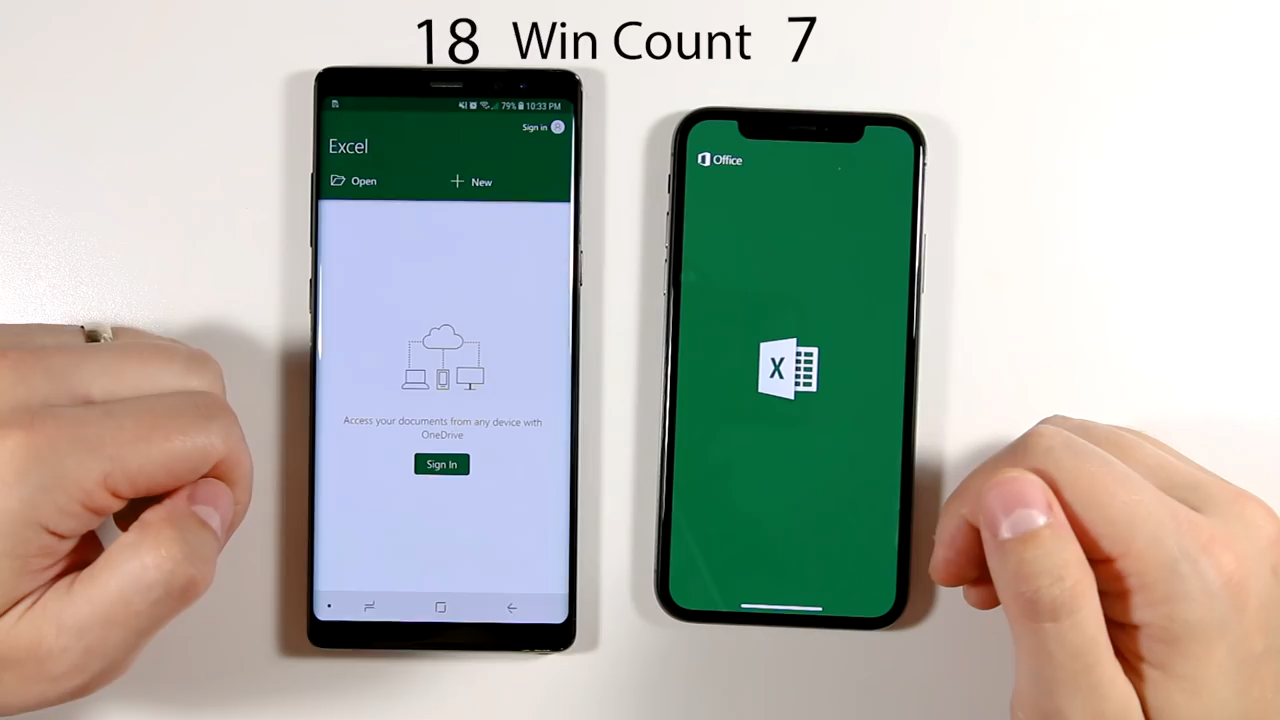 18 Win Count 7
79% 10:33 PM
Sign in
Excel
Open
New
Access your documents from any device with
OneDrive
Sign In
Office
X